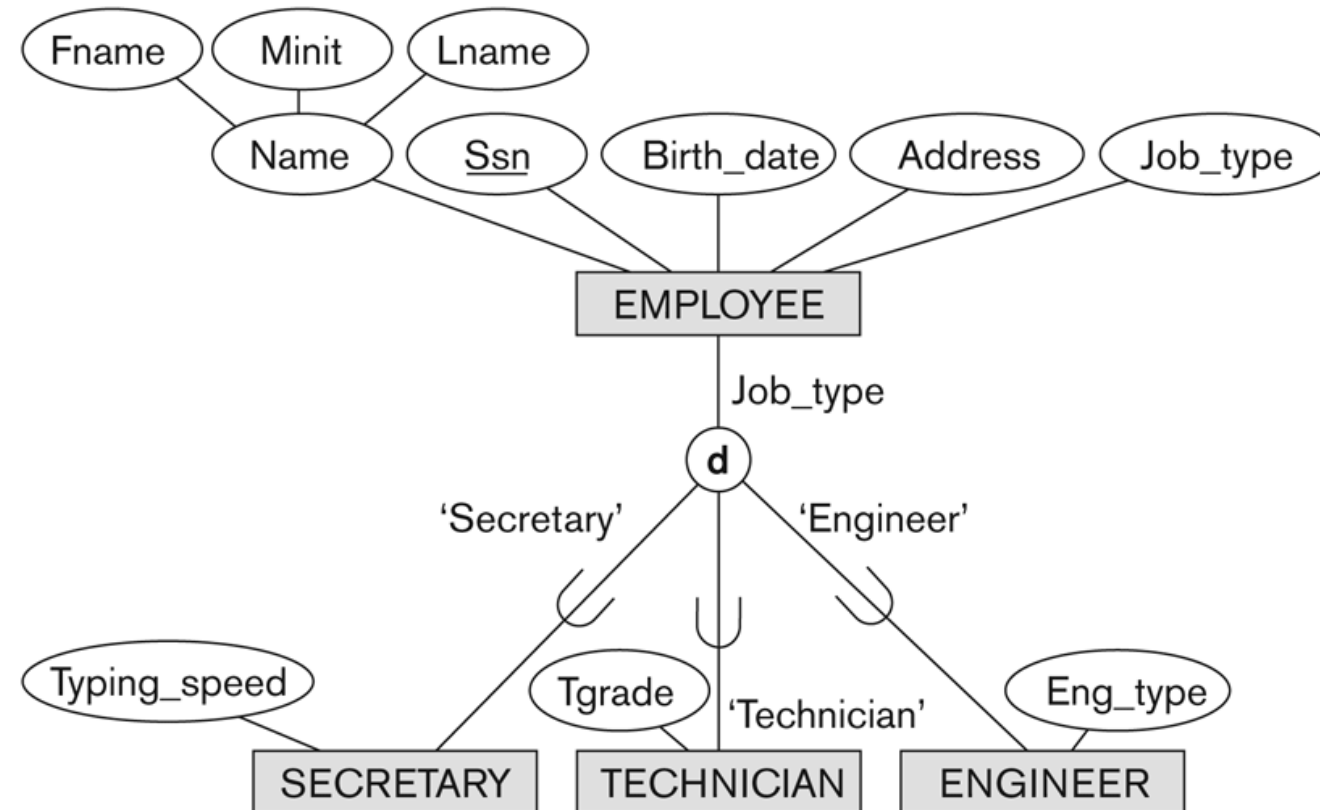 Fname Minit Lname
Name Ssn Birth_date Address Job_type
EMPLOYEE
Job_type
d
‘Secretary’ ‘Engineer’
Typing_speed Tgrade Eng_type
‘Technician’
SECRETARY TECHNICIAN ENGINEER